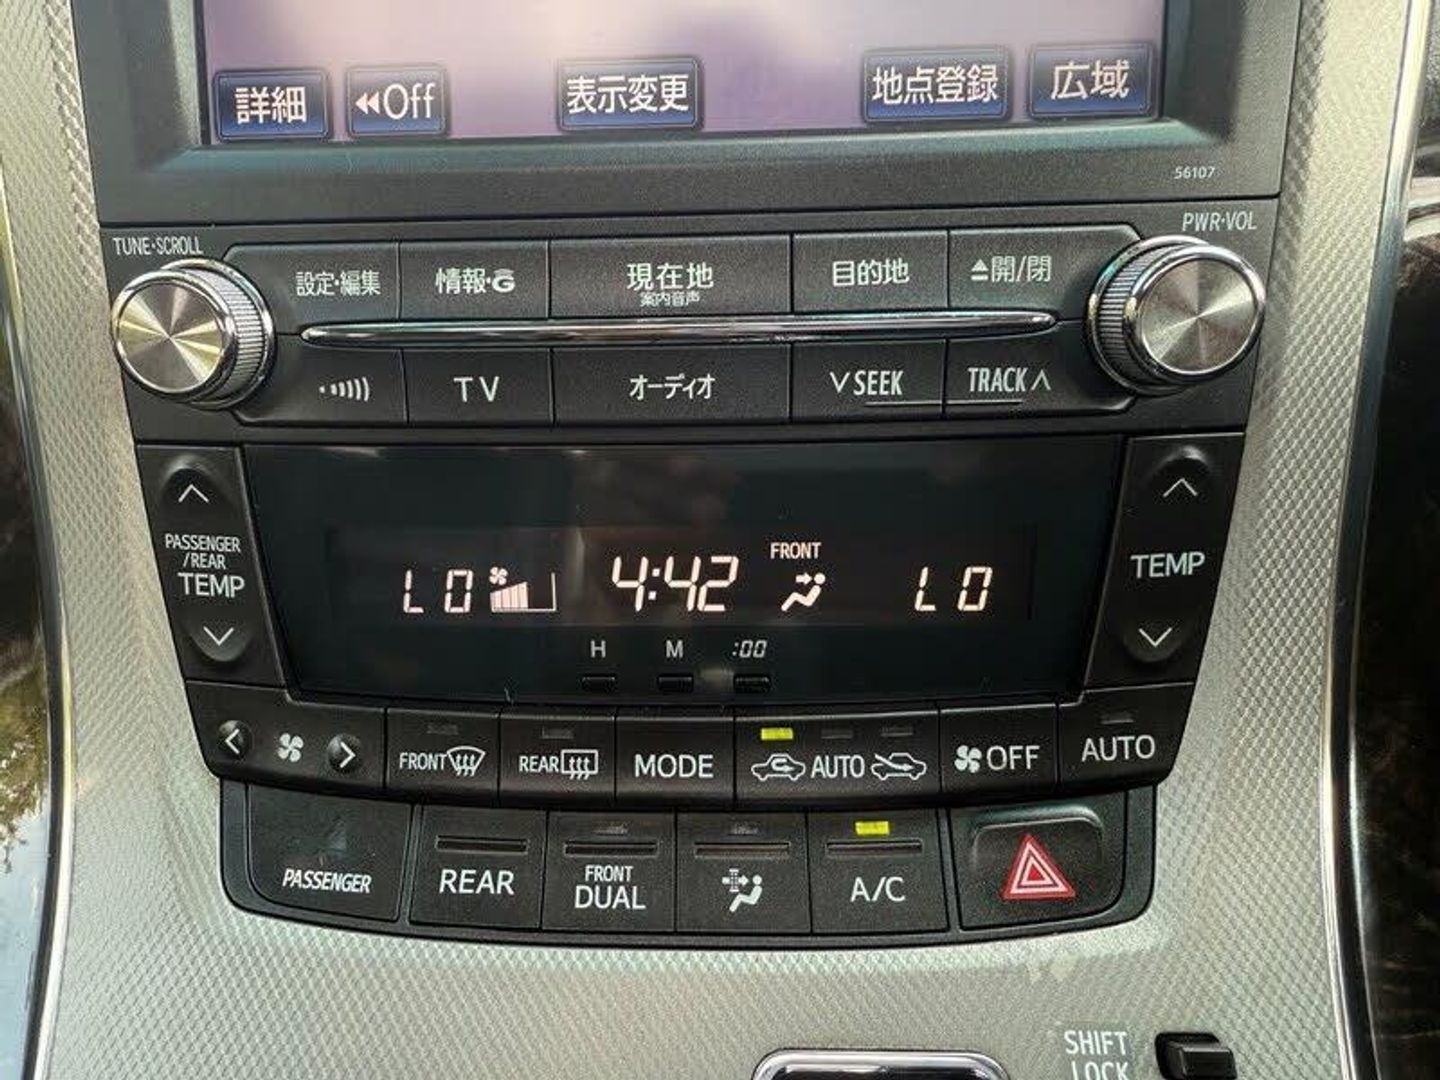 詳細 ◀◀Off 表示変更 地点登録 広域
56107
TUNE·SCROLL PWR·VOL
設定·編集 情報·G 現在地 目的地 ⏏開/閉
案内音声
TV オーディオ ∨SEEK TRACK∧
PASSENGER
/REAR
TEMP
LO 4:42 FRONT LO
TEMP
H M :00
FRONT REAR MODE AUTO OFF AUTO
PASSENGER REAR FRONT DUAL A/C
SHIFT
LOCK